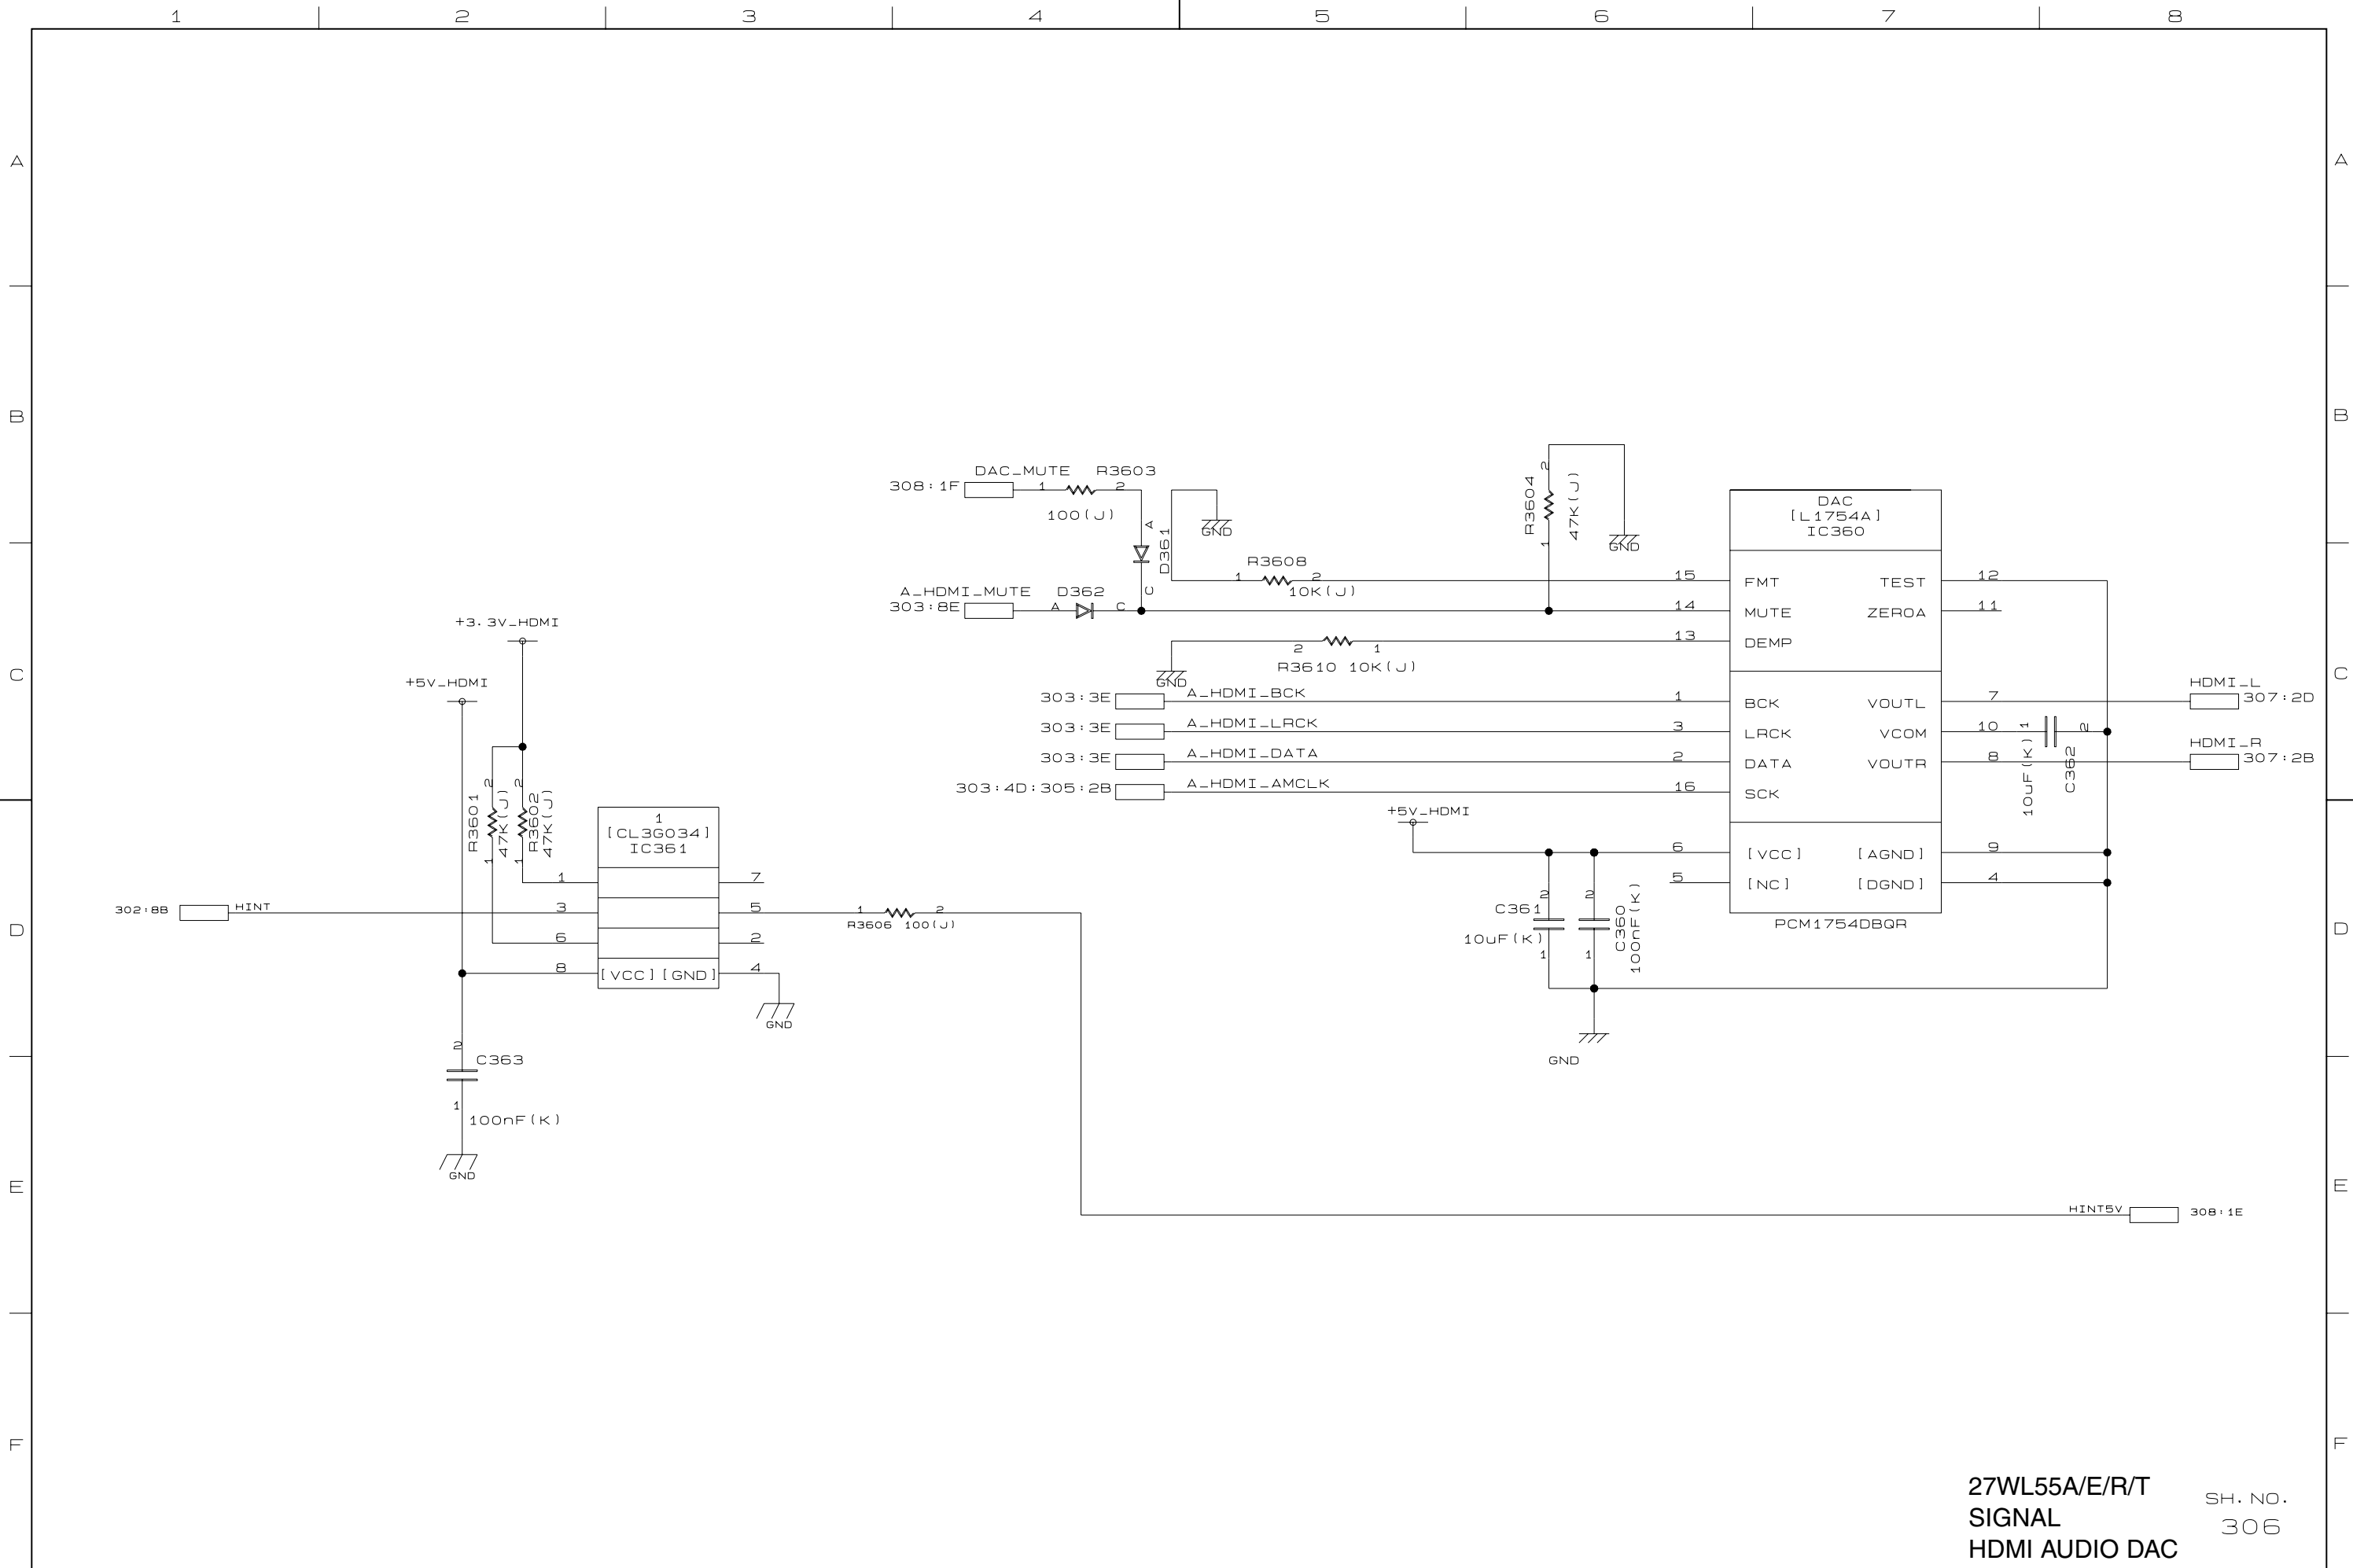 1 2 3 4 5 6 7 8
A A
B B
C C
D D
E E
F F
DAC_MUTE R3603
308:1F 1 2
100(J)
A
D361
C
GND
R3604
2
47K(J)
1
GND
DAC
[L1754A]
IC360
R3608
1 2
10K(J)
15 FMT TEST 12
A_HDMI_MUTE D362
303:8E A C
14 MUTE ZEROA 11
13 DEMP
2 1
R3610 10K(J)
GND
303:3E A_HDMI_BCK 1 BCK VOUTL 7 HDMI_L 307:2D
303:3E A_HDMI_LRCK 3 LRCK VCOM 10
303:3E A_HDMI_DATA 2 DATA VOUTR 8 HDMI_R 307:2B
303:4D:305:2B A_HDMI_AMCLK 16 SCK
10uF(K) 1
C362
2
+5V_HDMI
6 [VCC] [AGND] 9
5 [NC] [DGND] 4
PCM1754DBQR
2
C361
10uF(K)
1
2
C360
100nF(K)
1
GND
+3.3V_HDMI
+5V_HDMI
2
R3601
47K(J)
1
2
R3602
47K(J)
1
1
[CL3G034]
IC361
1 7
302:8B HINT 3 5
6 2
8 [VCC] [GND] 4
1 2
R3606 100(J)
GND
2
C363
1
100nF(K)
GND
HINT5V 308:1E
27WL55A/E/R/T
SIGNAL
HDMI AUDIO DAC
SH. NO.
306